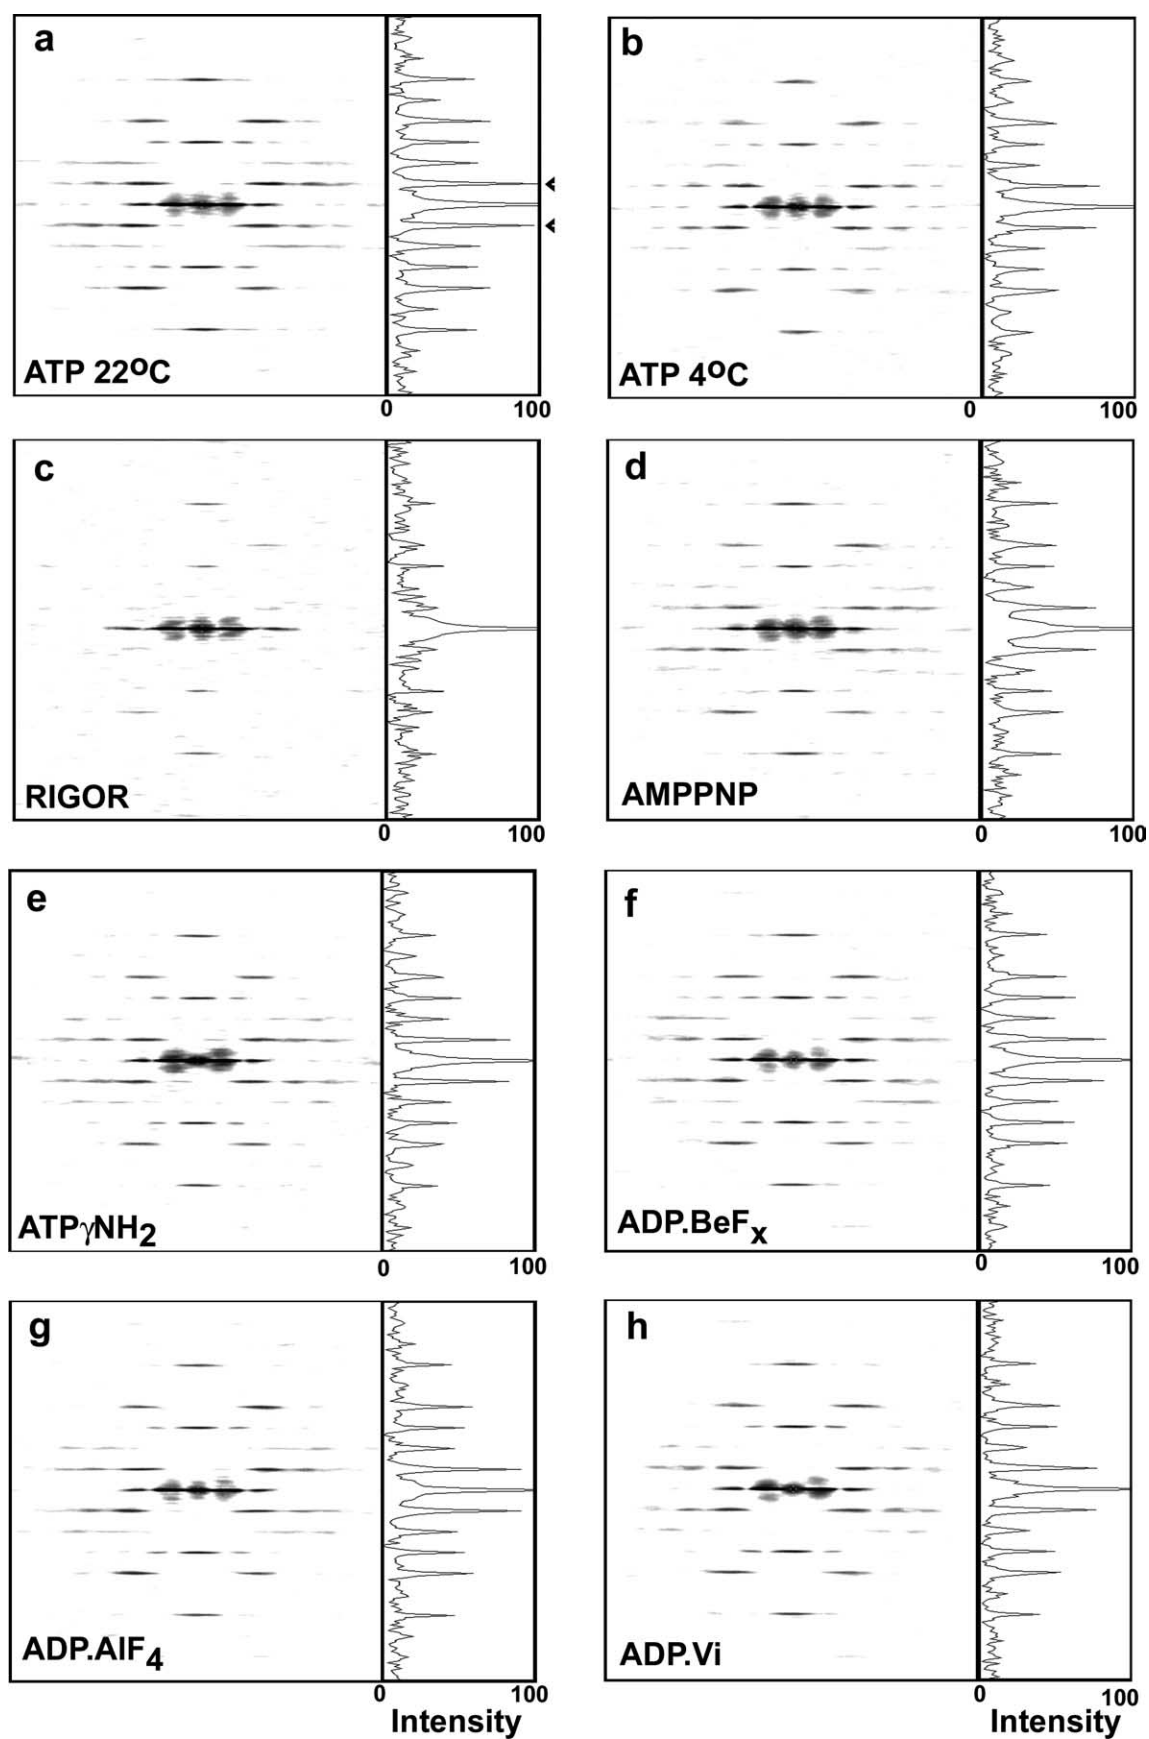 a
b
ATP 22ºC
ATP 4ºC
0 100
0 100
c
d
RIGOR
AMPPNP
0 100
0 100
e
f
ATPγNH₂
ADP.BeFₓ
0 100
0 100
g
h
ADP.AlF₄
ADP.Vi
0 100
0 100
Intensity
Intensity